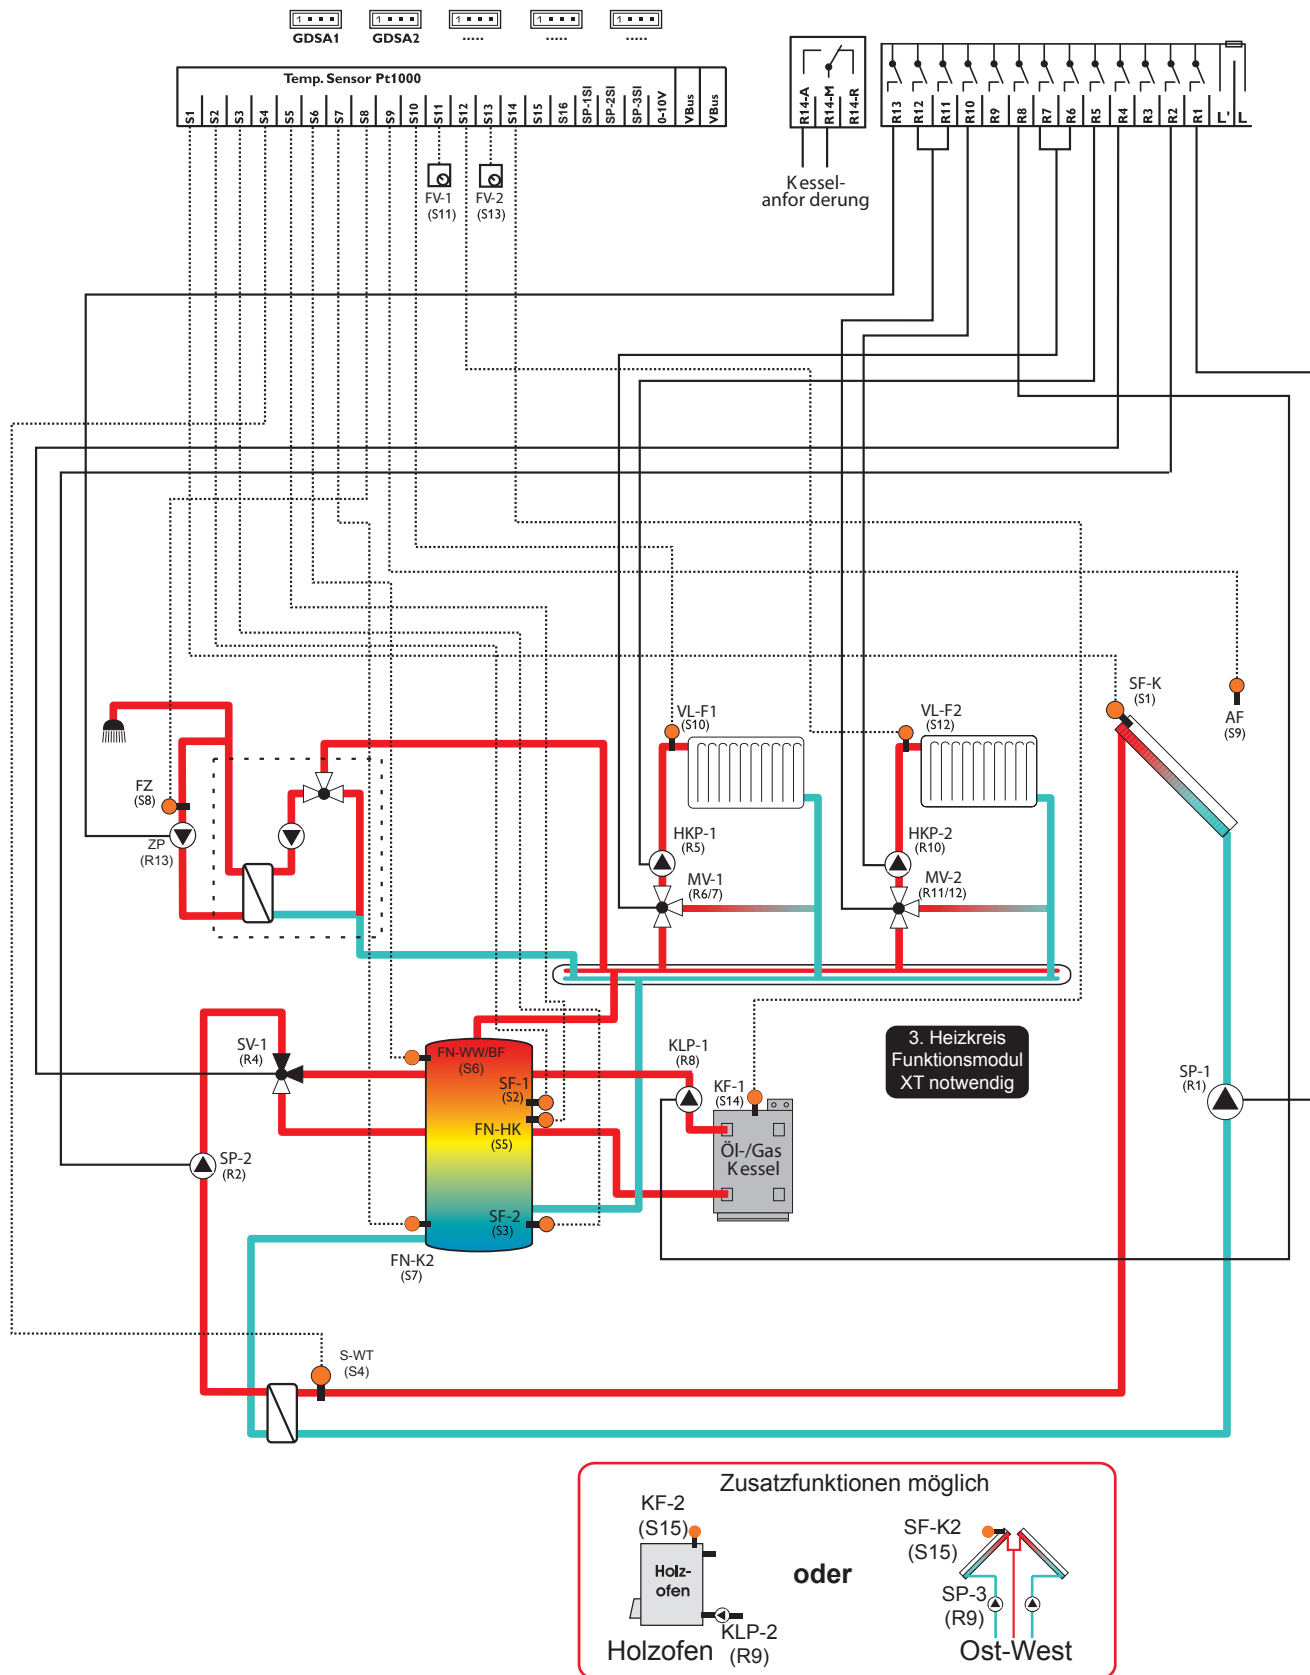 1
1
1
1
1
GDSA1
GDSA2
.....
.....
.....
Temp. Sensor Pt1000
S1
S2
S3
S4
S5
S6
S7
S8
S9
S10
S11
S12
S13
S14
S15
S16
SP-1SI
SP-2SI
SP-3SI
0-10V
VBus
VBus
R14-A
R14-M
R14-R
R13
R12
R11
R10
R9
R8
R7
R6
R5
R4
R3
R2
R1
L'
L
FV-1
(S11)
FV-2
(S13)
Kessel-
anfor derung
SF-K
(S1)
AF
(S9)
VL-F1
(S10)
VL-F2
(S12)
FZ
(S8)
ZP
(R13)
HKP-1
(R5)
HKP-2
(R10)
MV-1
(R6/7)
MV-2
(R11/12)
SV-1
(R4)
FN-WW/BF
(S6)
SF-1
(S2)
FN-HK
(S5)
SF-2
(S3)
KLP-1
(R8)
KF-1
(S14)
Öl-/Gas
Kessel
3. Heizkreis
Funktionsmodul
XT notwendig
SP-1
(R1)
SP-2
(R2)
FN-K2
(S7)
S-WT
(S4)
Zusatzfunktionen möglich
KF-2
(S15)
Holz-
ofen
KLP-2
(R9)
Holzofen
oder
SF-K2
(S15)
SP-3
(R9)
Ost-West